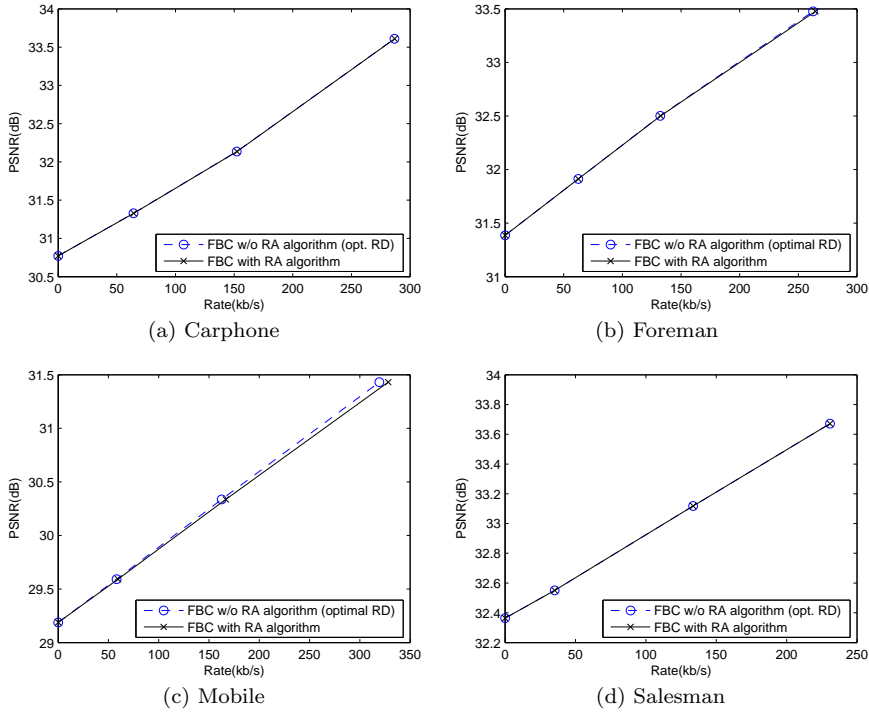 34
33.5
33
32.5
32
31.5
31
30.5
PSNR(dB)
0 50 100 150 200 250 300
Rate(kb/s)
FBC w/o RA algorithm (opt. RD)
FBC with RA algorithm
(a) Carphone
33.5
33
32.5
32
31.5
31
PSNR(dB)
0 50 100 150 200 250 300
Rate(kb/s)
FBC w/o RA algorithm (optimal RD)
FBC with RA algorithm
(b) Foreman
31.5
31
30.5
30
29.5
29
PSNR(dB)
0 50 100 150 200 250 300 350
Rate(kb/s)
FBC w/o RA algorithm (optimal RD)
FBC with RA algorithm
(c) Mobile
34
33.8
33.6
33.4
33.2
33
32.8
32.6
32.4
32.2
PSNR(dB)
0 50 100 150 200 250
Rate(kb/s)
FBC w/o RA algorithm (opt. RD)
FBC with RA algorithm
(d) Salesman